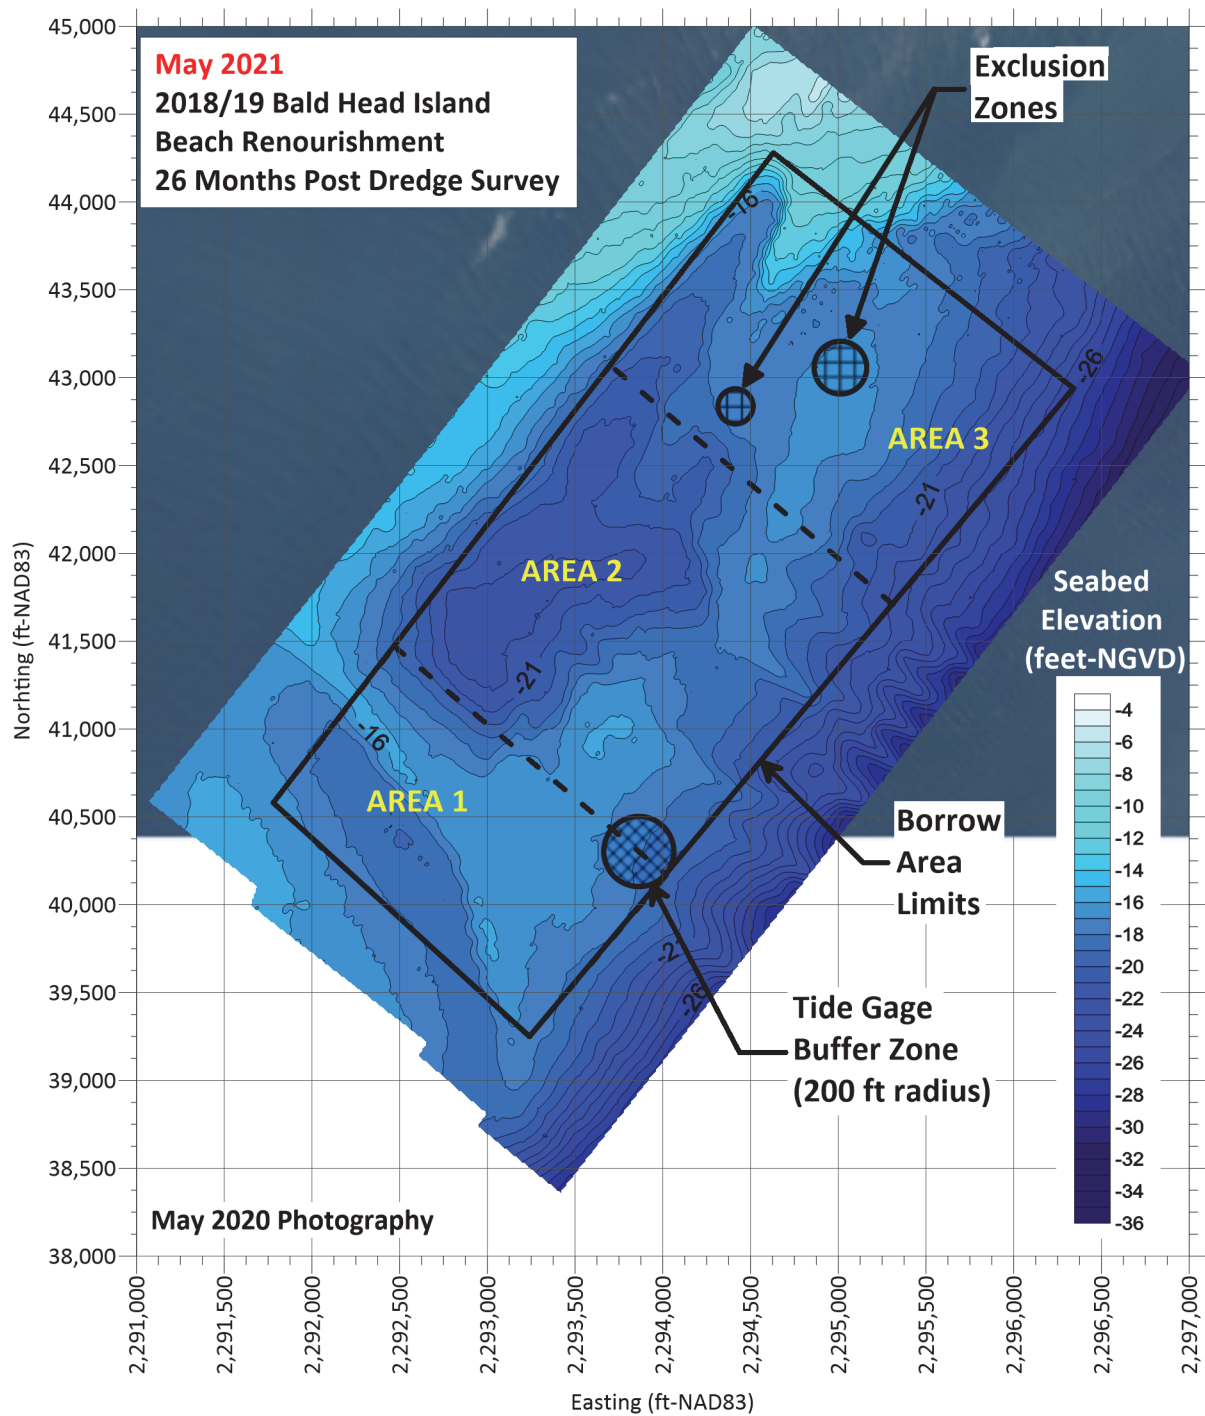 May 2021
2018/19 Bald Head Island
Beach Renourishment
26 Months Post Dredge Survey
Exclusion
Zones
-16
-26
AREA 3
-21
AREA 2
-21
-16
AREA 1
-26
Seabed
Elevation
(feet-NGVD)
-4
-6
-8
-10
-12
-14
-16
-18
-20
-22
-24
-26
-28
-30
-32
-34
-36
Borrow
Area
Limits
Tide Gage
Buffer Zone
(200 ft radius)
May 2020 Photography
Norhting (ft-NAD83)
45,000
44,500
44,000
43,500
43,000
42,500
42,000
41,500
41,000
40,500
40,000
39,500
39,000
38,500
38,000
2,291,000
2,291,500
2,292,000
2,292,500
2,293,000
2,293,500
2,294,000
2,294,500
2,295,000
2,295,500
2,296,000
2,296,500
2,297,000
Easting (ft-NAD83)